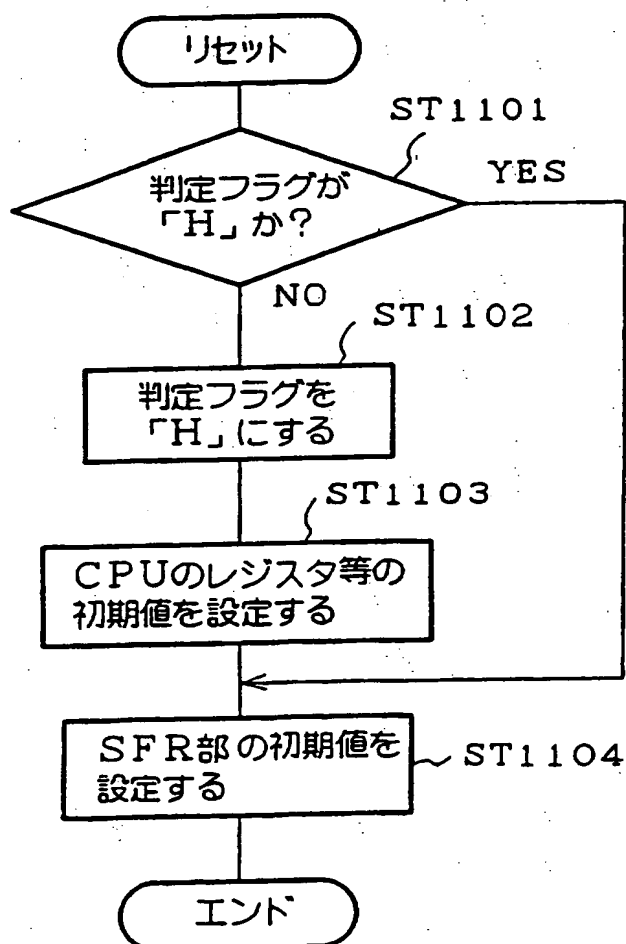 リセット
ST1101
判定フラグが
「H」か?
YES
NO
ST1102
判定フラグを
「H」にする
ST1103
CPUのレジスタ等の
初期値を設定する
SFR部の初期値を
設定する
ST1104
エンド